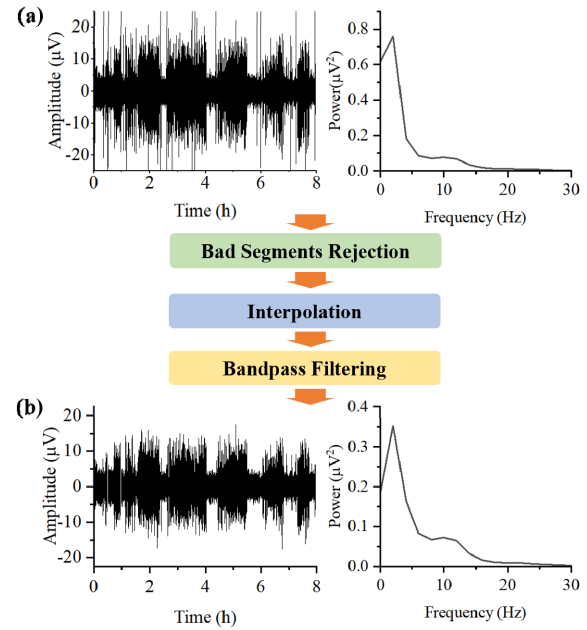 (a)
Amplitude (μV)
20
10
0
-10
-20
0 2 4 6 8
Time (h)
Power(μV²)
0.8
0.6
0.4
0.2
0.0
0 10 20 30
Frequency (Hz)
Bad Segments Rejection
Interpolation
Bandpass Filtering
(b)
Amplitude (μV)
20
10
0
-10
-20
0 2 4 6 8
Time (h)
Power (μV²)
0.4
0.3
0.2
0.1
0.0
0 10 20 30
Frequency (Hz)